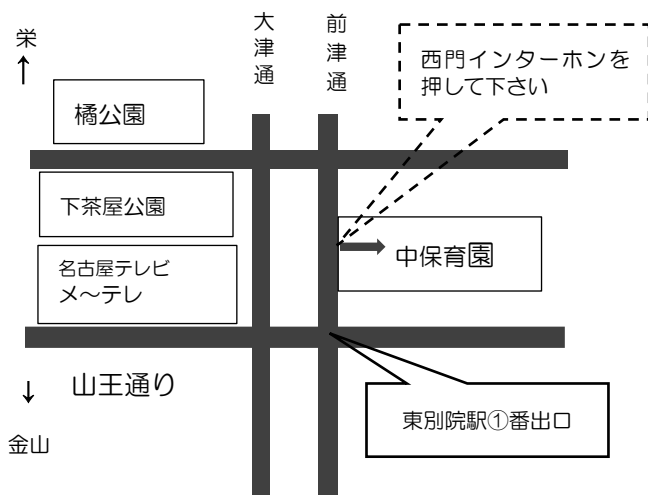 栄
↑
大津通
前津通
西門インターホンを
押して下さい
橘公園
下茶屋公園
名古屋テレビ
メ～テレ
中保育園
山王通り
↓
金山
東別院駅①番出口